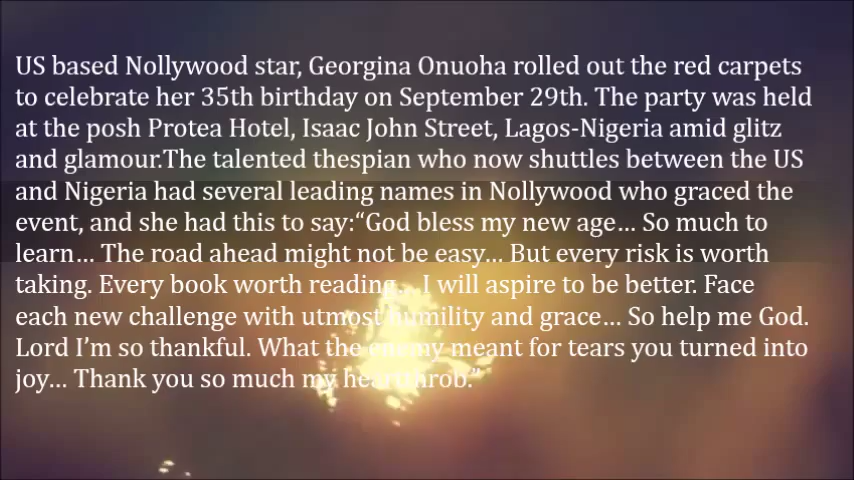 US based Nollywood star, Georgina Onuoha rolled out the red carpets
to celebrate her 35th birthday on September 29th. The party was held
at the posh Protea Hotel, Isaac John Street, Lagos-Nigeria amid glitz
and glamour.The talented thespian who now shuttles between the US
and Nigeria had several leading names in Nollywood who graced the
event, and she had this to say:“God bless my new age… So much to
learn… The road ahead might not be easy… But every risk is worth
taking. Every book worth reading… I will aspire to be better. Face
each new challenge with utmost humility and grace… So help me God.
Lord I’m so thankful. What the enemy meant for tears you turned into
joy… Thank you so much my heartthrob.”